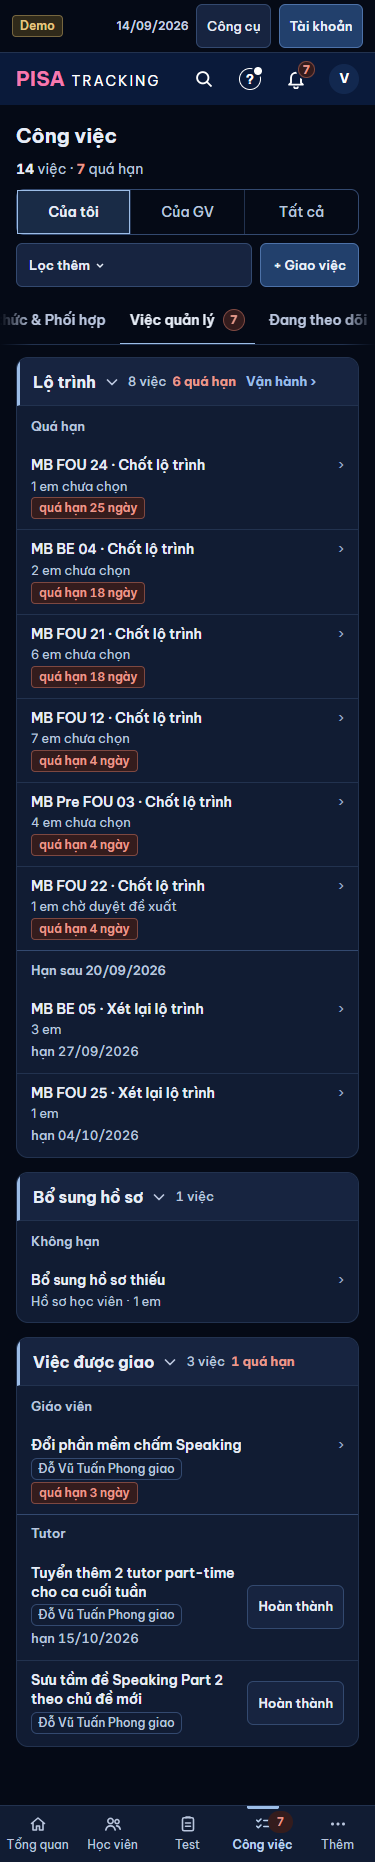 Demo
14/09/2026
Công cụ
Tài khoản
PISA TRACKING
?
7
V
Công việc
14 việc · 7 quá hạn
Của tôi
Của GV
Tất cả
Lọc thêm
+ Giao việc
& Phối hợp
Việc quản lý 7
Đang theo dõi
Lộ trình 8 việc 6 quá hạn Vận hành ›
Quá hạn
MB FOU 24 · Chốt lộ trình
1 em chưa chọn
quá hạn 25 ngày
MB BE 04 · Chốt lộ trình
2 em chưa chọn
quá hạn 18 ngày
MB FOU 21 · Chốt lộ trình
6 em chưa chọn
quá hạn 18 ngày
MB FOU 12 · Chốt lộ trình
7 em chưa chọn
quá hạn 4 ngày
MB Pre FOU 03 · Chốt lộ trình
4 em chưa chọn
quá hạn 4 ngày
MB FOU 22 · Chốt lộ trình
1 em chờ duyệt đề xuất
quá hạn 4 ngày
Hạn sau 20/09/2026
MB BE 05 · Xét lại lộ trình
3 em
hạn 27/09/2026
MB FOU 25 · Xét lại lộ trình
1 em
hạn 04/10/2026
Bổ sung hồ sơ 1 việc
Không hạn
Bổ sung hồ sơ thiếu
Hồ sơ học viên · 1 em
Việc được giao 3 việc 1 quá hạn
Giáo viên
Đổi phần mềm chấm Speaking
Đỗ Vũ Tuấn Phong giao
quá hạn 3 ngày
Tutor
Tuyển thêm 2 tutor part-time
cho ca cuối tuần
Đỗ Vũ Tuấn Phong giao
hạn 15/10/2026
Hoàn thành
Sưu tầm đề Speaking Part 2
theo chủ đề mới
Đỗ Vũ Tuấn Phong giao
Hoàn thành
7
Tổng quan
Học viên
Test
Công việc
Thêm